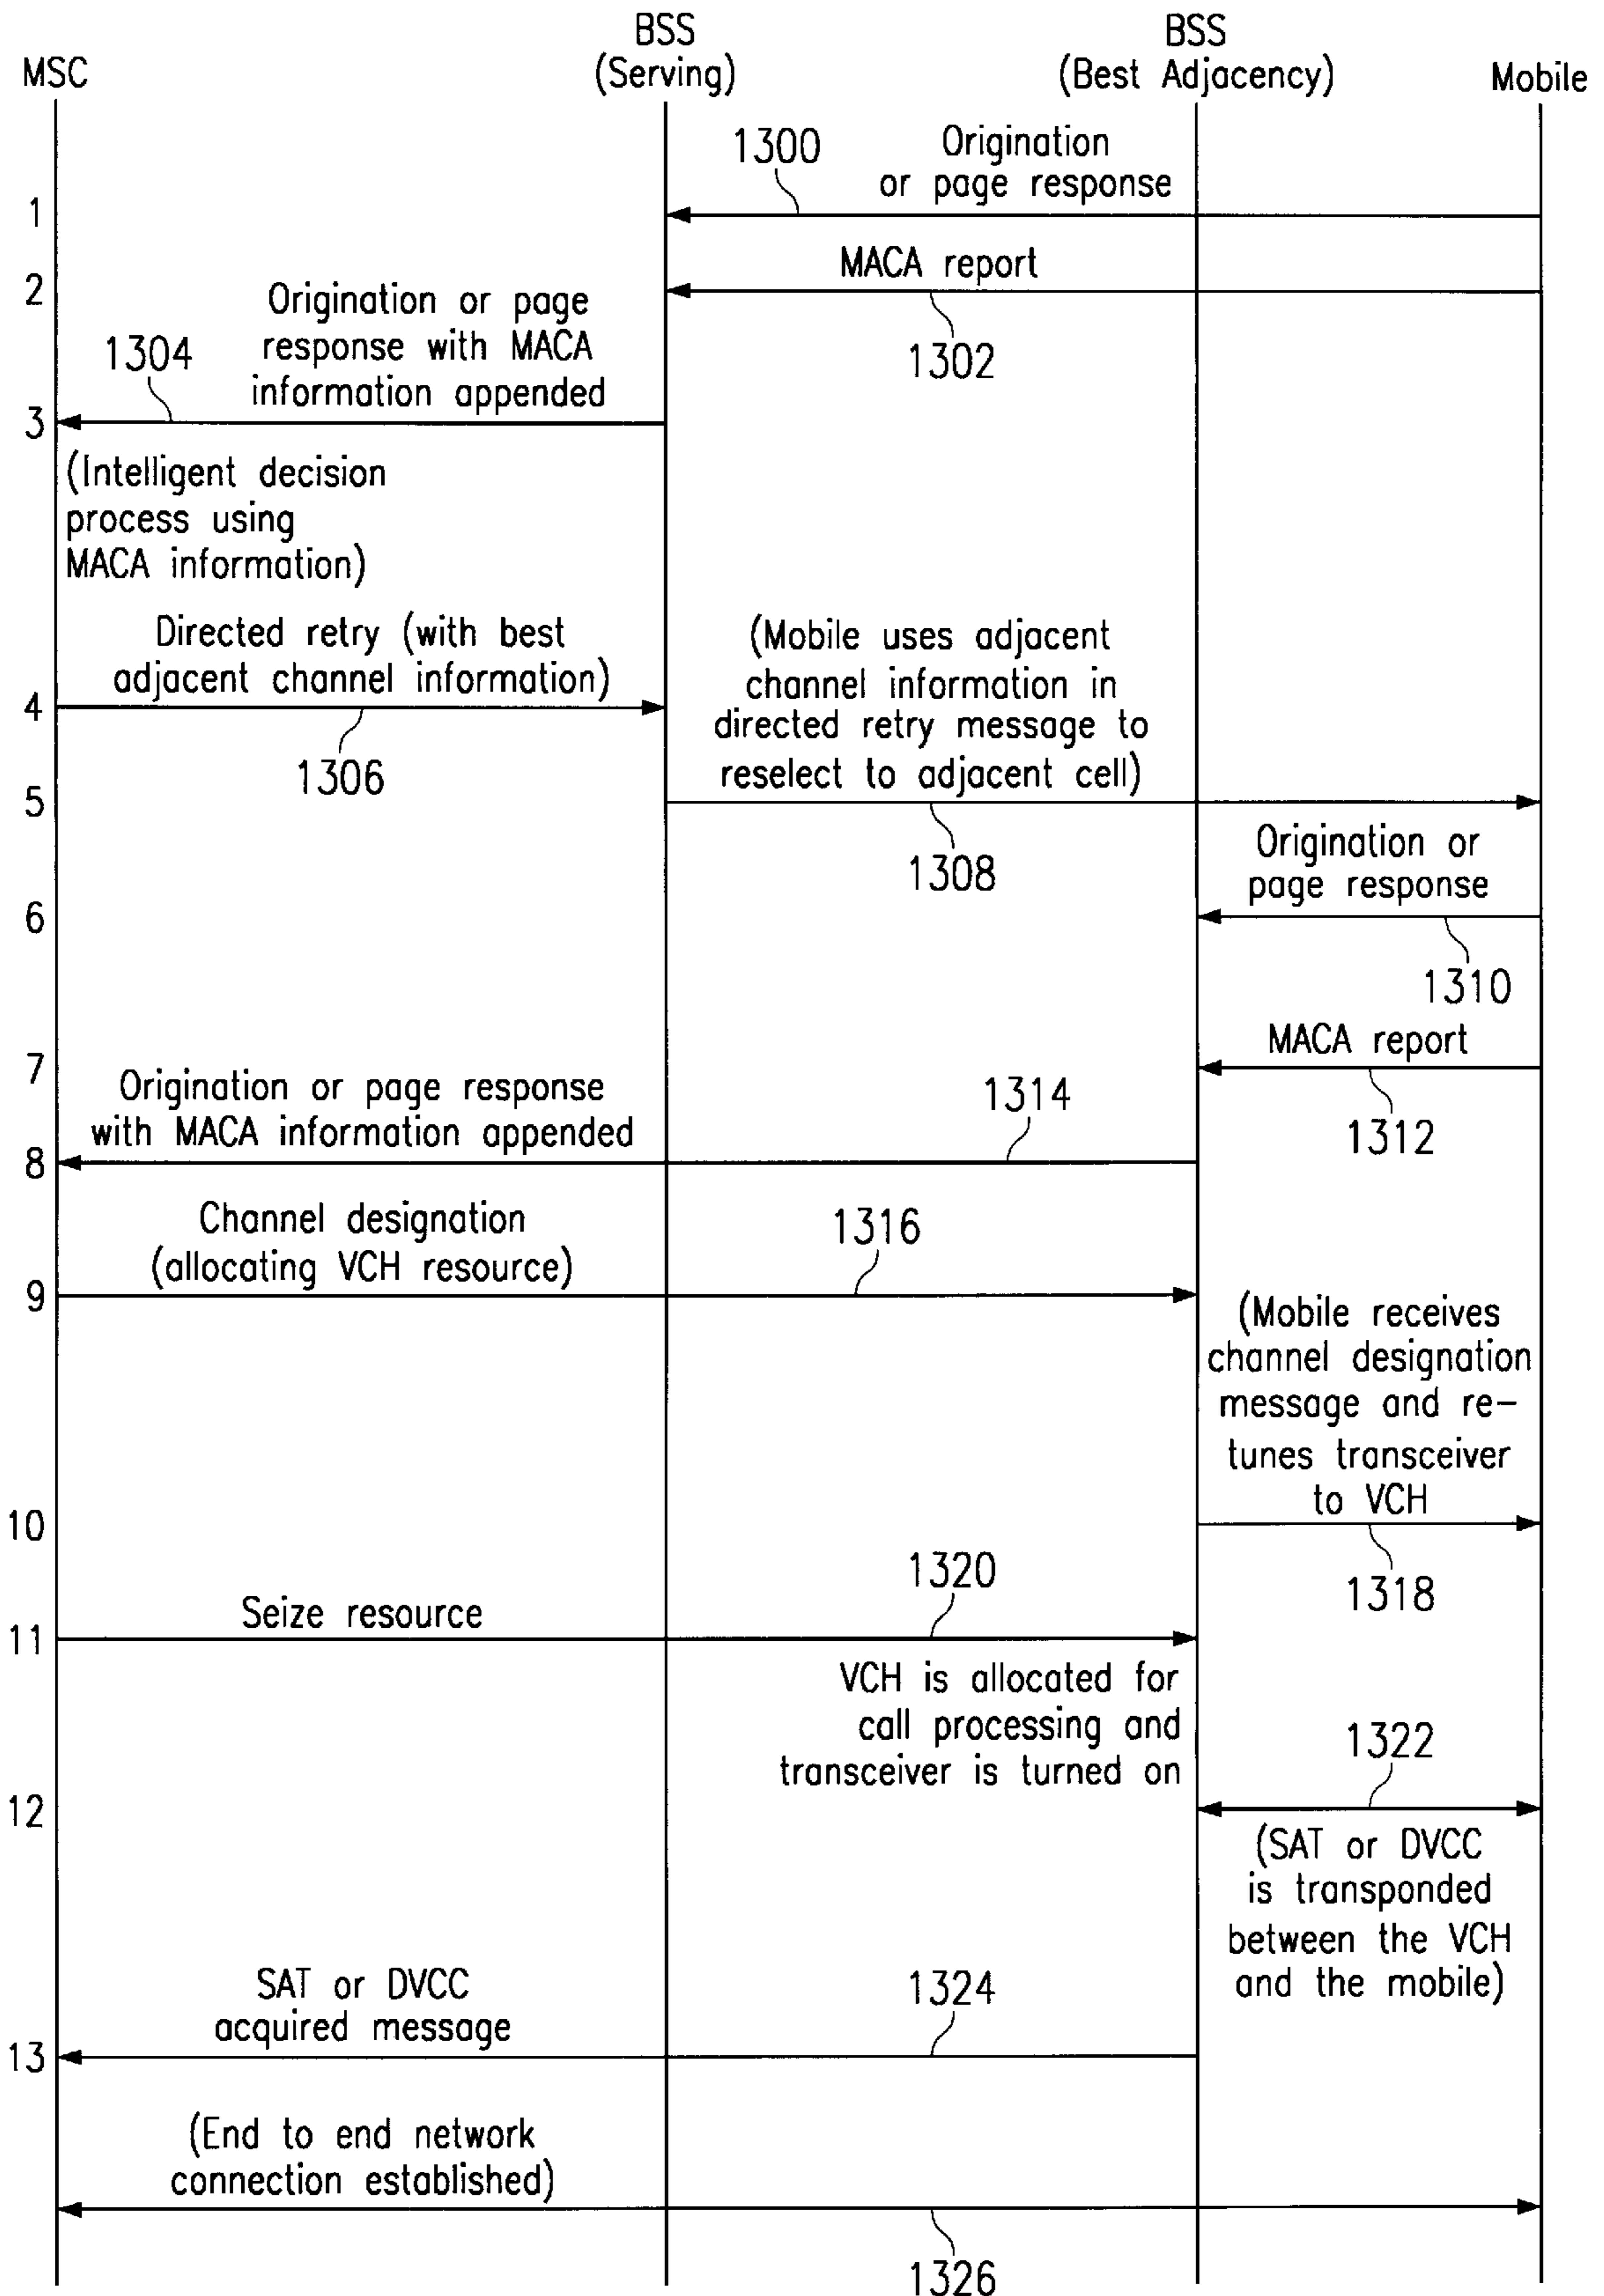 MSC
BSS
(Serving)
BSS
(Best Adjacency)
Mobile
1300
Origination
or page response
1
MACA report
2
1302
Origination or page
response with MACA
information appended
1304
3
(Intelligent decision
process using
MACA information)
Directed retry (with best
adjacent channel information)
4
1306
(Mobile uses adjacent
channel information in
directed retry message to
reselect to adjacent cell)
5
1308
Origination or
page response
6
1310
MACA report
7
1312
Origination or page response
with MACA information appended
1314
8
Channel designation
(allocating VCH resource)
1316
9
(Mobile receives
channel designation
message and re-
tunes transceiver
to VCH
10
1318
1320
Seize resource
11
VCH is allocated for
call processing and
transceiver is turned on
1322
12
(SAT or DVCC
is transponded
between the VCH
and the mobile)
SAT or DVCC
acquired message
1324
13
(End to end network
connection established)
1326